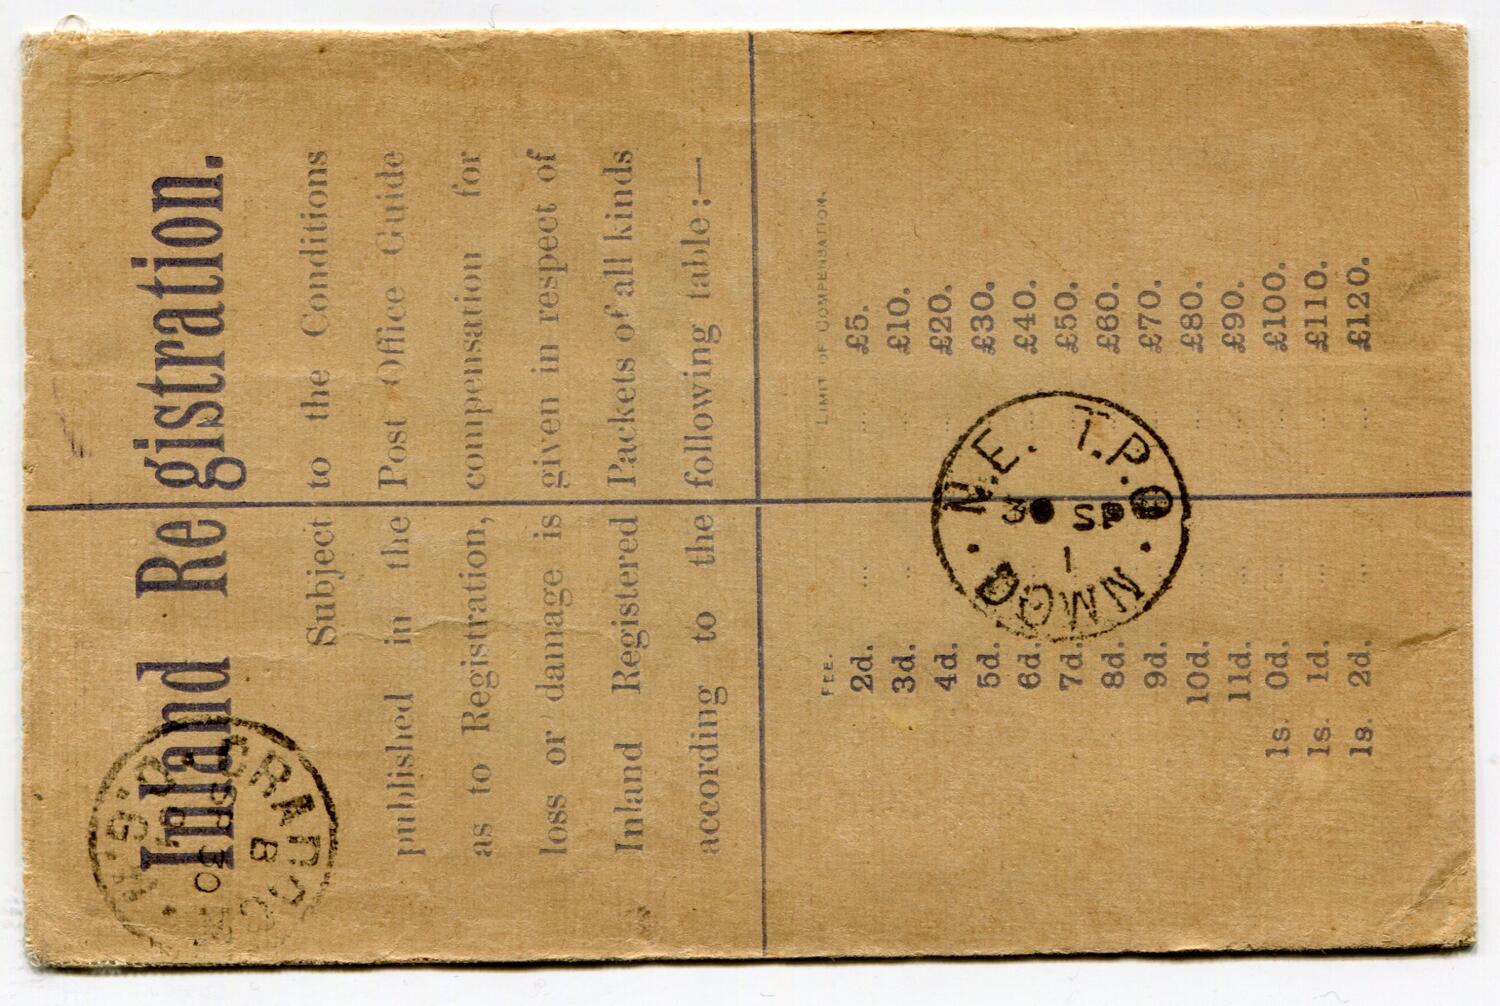 Inland Registration.
Subject to the Conditions
published in the Post Office Guide
as to Registration, compensation for
loss or damage is given in respect of
Inland Registered Packets of all kinds
according to the following table:—
FEE. LIMIT OF COMPENSATION.
2d. ... ... £5.
3d. ... ... £10.
4d. ... £20.
5d. £30.
6d. £40.
7d. £50.
8d. £60.
9d. £70.
10d. £80.
11d. ... ... £90.
1s. 0d. ... ... £100.
1s. 1d. ... ... £110.
1s. 2d. ... ... £120.
N.E. T.P.O
SP
1
DOWN
B